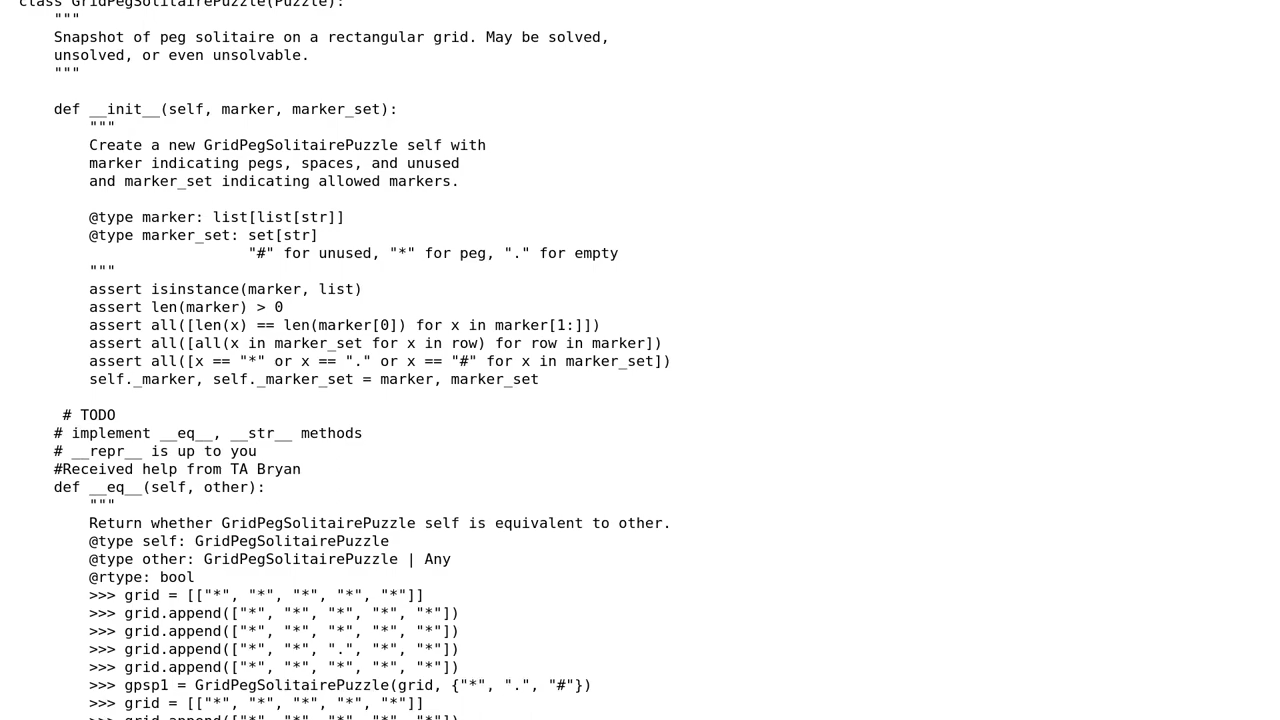 class GridPegSolitairePuzzle(Puzzle):
    """
    Snapshot of peg solitaire on a rectangular grid. May be solved,
    unsolved, or even unsolvable.
    """

    def __init__(self, marker, marker_set):
        """
        Create a new GridPegSolitairePuzzle self with
        marker indicating pegs, spaces, and unused
        and marker_set indicating allowed markers.

        @type marker: list[list[str]]
        @type marker_set: set[str]
                          "#" for unused, "*" for peg, "." for empty
        """
        assert isinstance(marker, list)
        assert len(marker) > 0
        assert all([len(x) == len(marker[0]) for x in marker[1:]])
        assert all([all(x in marker_set for x in row) for row in marker])
        assert all([x == "*" or x == "." or x == "#" for x in marker_set])
        self._marker, self._marker_set = marker, marker_set

     # TODO
    # implement __eq__, __str__ methods
    # __repr__ is up to you
    #Received help from TA Bryan
    def __eq__(self, other):
        """
        Return whether GridPegSolitairePuzzle self is equivalent to other.
        @type self: GridPegSolitairePuzzle
        @type other: GridPegSolitairePuzzle | Any
        @rtype: bool
        >>> grid = [["*", "*", "*", "*", "*"]]
        >>> grid.append(["*", "*", "*", "*", "*"])
        >>> grid.append(["*", "*", "*", "*", "*"])
        >>> grid.append(["*", "*", ".", "*", "*"])
        >>> grid.append(["*", "*", "*", "*", "*"])
        >>> gpsp1 = GridPegSolitairePuzzle(grid, {"*", ".", "#"})
        >>> grid = [["*", "*", "*", "*", "*"]]
        >>> grid.append(["*", "*", "*", "*", "*"])